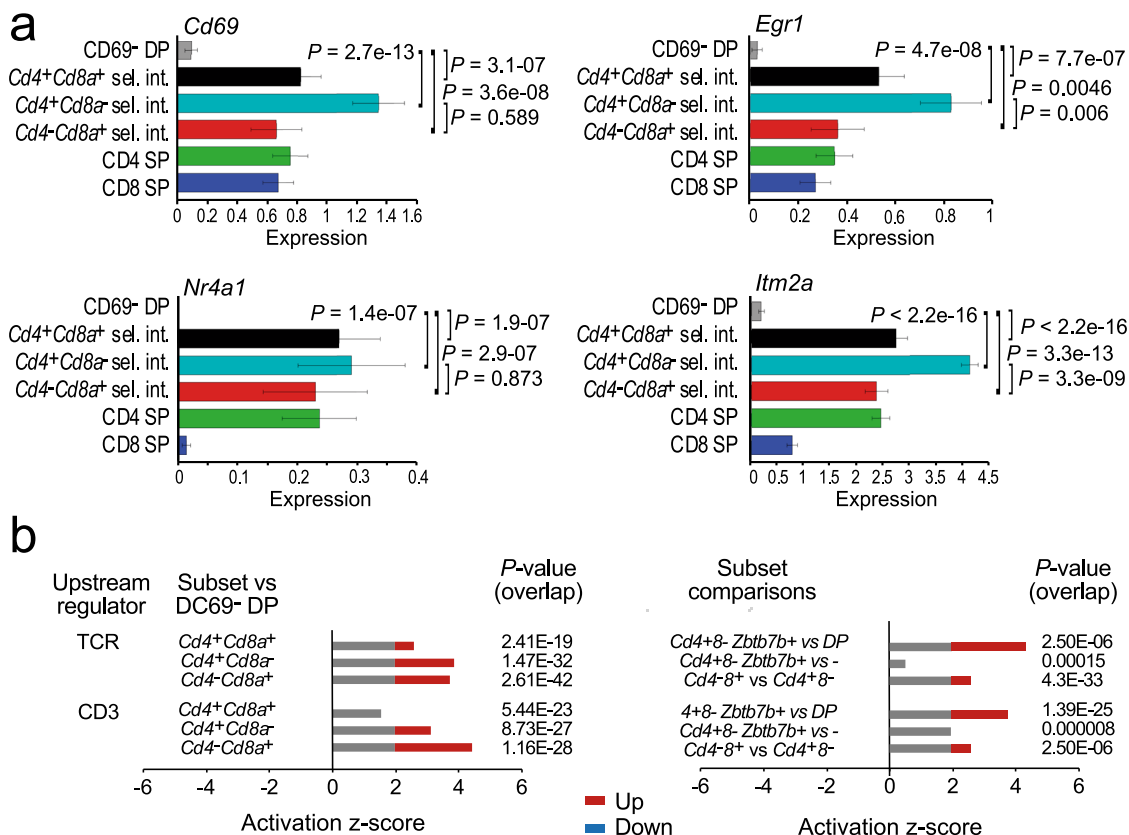 a
Cd69
CD69- DP
Cd4+Cd8a+ sel. int.
Cd4+Cd8a- sel. int.
Cd4-Cd8a+ sel. int.
CD4 SP
CD8 SP
P = 2.7e-13
P = 3.1-07
P = 3.6e-08
P = 0.589
0 0.2 0.4 0.6 0.8 1.0 1.2 1.4 1.6
Expression
Egr1
CD69- DP
Cd4+Cd8a+ sel. int.
Cd4+Cd8a- sel. int.
Cd4-Cd8a+ sel. int.
CD4 SP
CD8 SP
P = 4.7e-08
P = 7.7e-07
P = 0.0046
P = 0.006
0 0.2 0.4 0.6 0.8 1
Expression
Nr4a1
CD69- DP
Cd4+Cd8a+ sel. int.
Cd4+Cd8a- sel. int.
Cd4-Cd8a+ sel. int.
CD4 SP
CD8 SP
P = 1.4e-07
P = 1.9-07
P = 2.9-07
P = 0.873
0 0.1 0.2 0.3 0.4
Expression
Itm2a
CD69- DP
Cd4+Cd8a+ sel. int.
Cd4+Cd8a- sel. int.
Cd4-Cd8a+ sel. int.
CD4 SP
CD8 SP
P < 2.2e-16
P < 2.2e-16
P = 3.3e-13
P = 3.3e-09
0 0.5 1 1.5 2 2.5 3 3.5 4 4.5
Expression
b
Upstream
regulator
Subset vs
DC69- DP
P-value
(overlap)
TCR
Cd4+Cd8a+ 2.41E-19
Cd4+Cd8a- 1.47E-32
Cd4-Cd8a+ 2.61E-42
CD3
Cd4+Cd8a+ 5.44E-23
Cd4+Cd8a- 8.73E-27
Cd4-Cd8a+ 1.16E-28
-6 -4 -2 0 2 4 6
Activation z-score
Subset
comparisons
P-value
(overlap)
Cd4+8- Zbtb7b+ vs DP 2.50E-06
Cd4+8- Zbtb7b+ vs - 0.00015
Cd4-8+ vs Cd4+8- 4.3E-33
4+8- Zbtb7b+ vs DP 1.39E-25
Cd4+8- Zbtb7b+ vs - 0.000008
Cd4-8+ vs Cd4+8- 2.50E-06
-6 -4 -2 0 2 4 6
Activation z-score
Up
Down